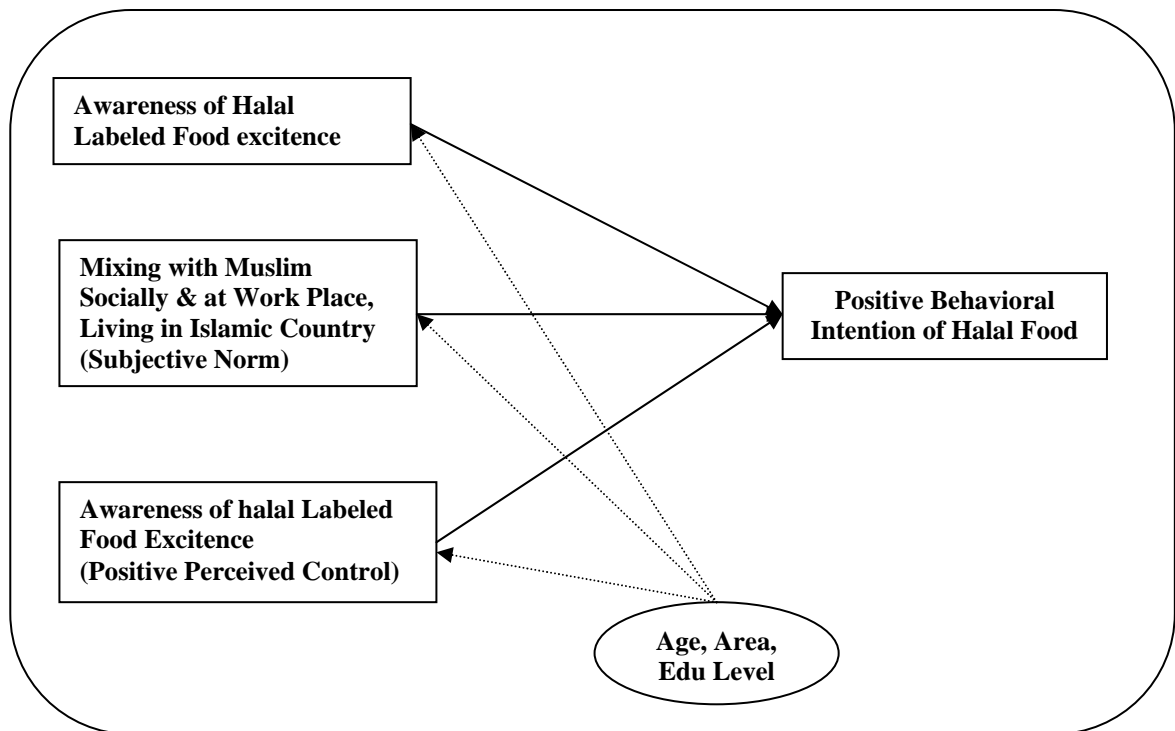 Awareness of Halal
Labeled Food excitence
Mixing with Muslim
Socially & at Work Place,
Living in Islamic Country
(Subjective Norm)
Positive Behavioral
Intention of Halal Food
Awareness of halal Labeled
Food Excitence
(Positive Perceived Control)
Age, Area,
Edu Level